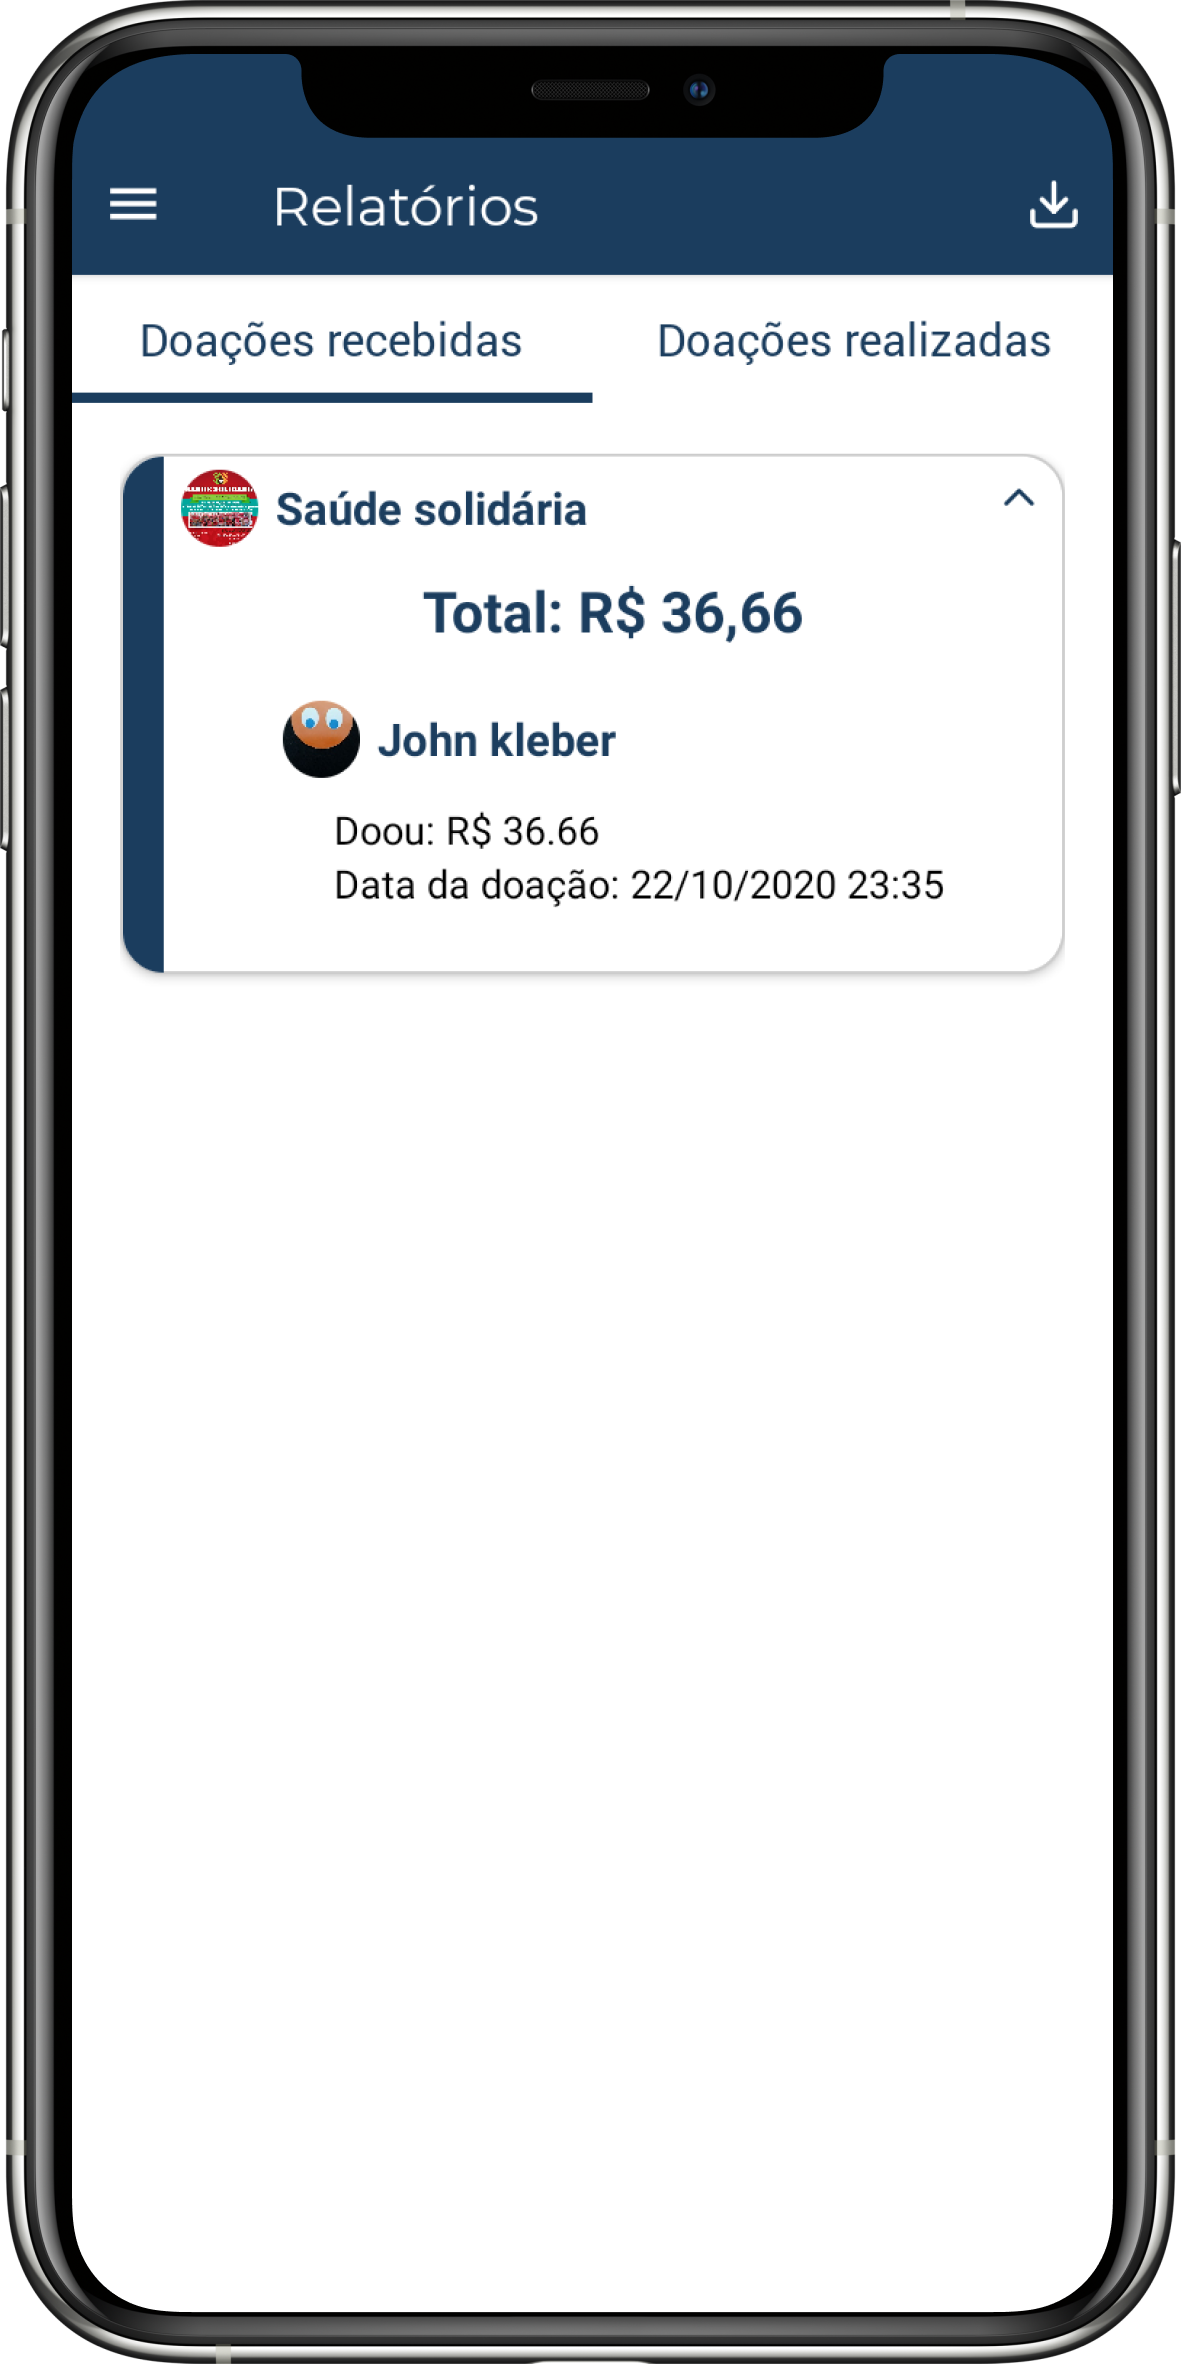 Relatórios
Doações recebidas
Doações realizadas
Saúde solidária
Total: R$ 36,66
John kleber
Doou: R$ 36.66
Data da doação: 22/10/2020 23:35